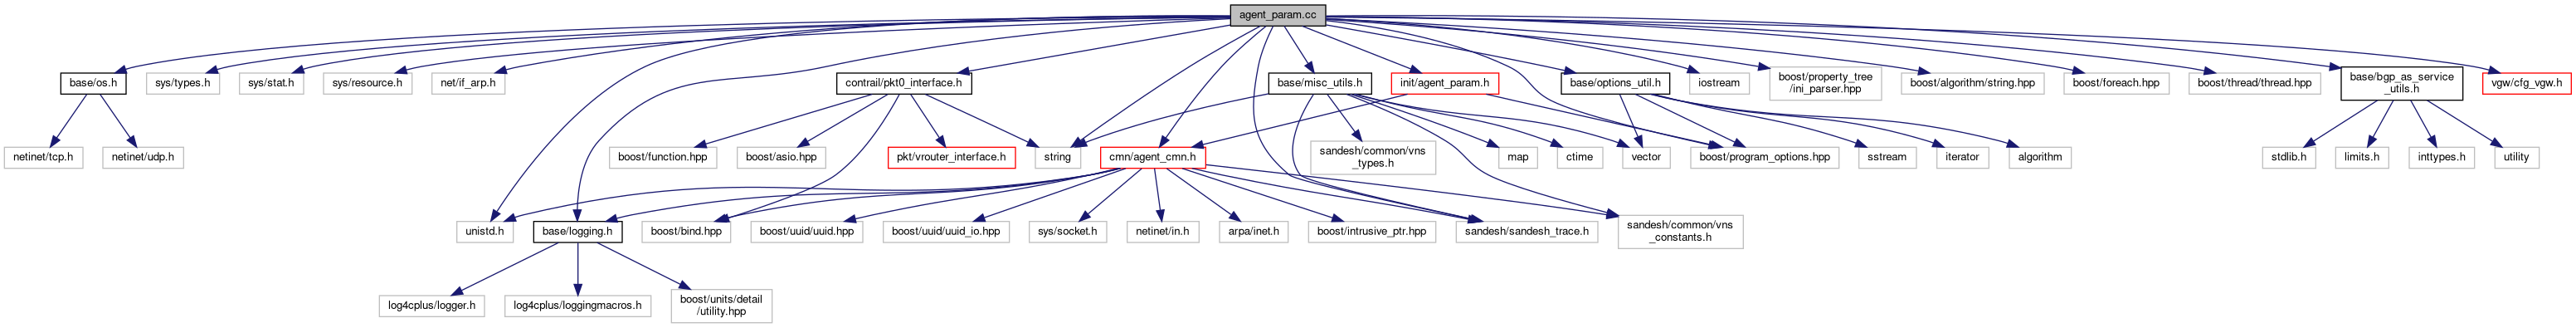 agent_param.cc
base/os.h
sys/types.h
sys/stat.h
sys/resource.h
net/if_arp.h
contrail/pkt0_interface.h
base/misc_utils.h
init/agent_param.h
base/options_util.h
iostream
boost/property_tree
/ini_parser.hpp
boost/algorithm/string.hpp
boost/foreach.hpp
boost/thread/thread.hpp
base/bgp_as_service
_utils.h
vgw/cfg_vgw.h
netinet/tcp.h
netinet/udp.h
boost/function.hpp
boost/asio.hpp
pkt/vrouter_interface.h
string
cmn/agent_cmn.h
sandesh/common/vns
_types.h
map
ctime
vector
boost/program_options.hpp
sstream
iterator
algorithm
stdlib.h
limits.h
inttypes.h
utility
unistd.h
base/logging.h
boost/bind.hpp
boost/uuid/uuid.hpp
boost/uuid/uuid_io.hpp
sys/socket.h
netinet/in.h
arpa/inet.h
boost/intrusive_ptr.hpp
sandesh/sandesh_trace.h
sandesh/common/vns
_constants.h
log4cplus/logger.h
log4cplus/loggingmacros.h
boost/units/detail
/utility.hpp